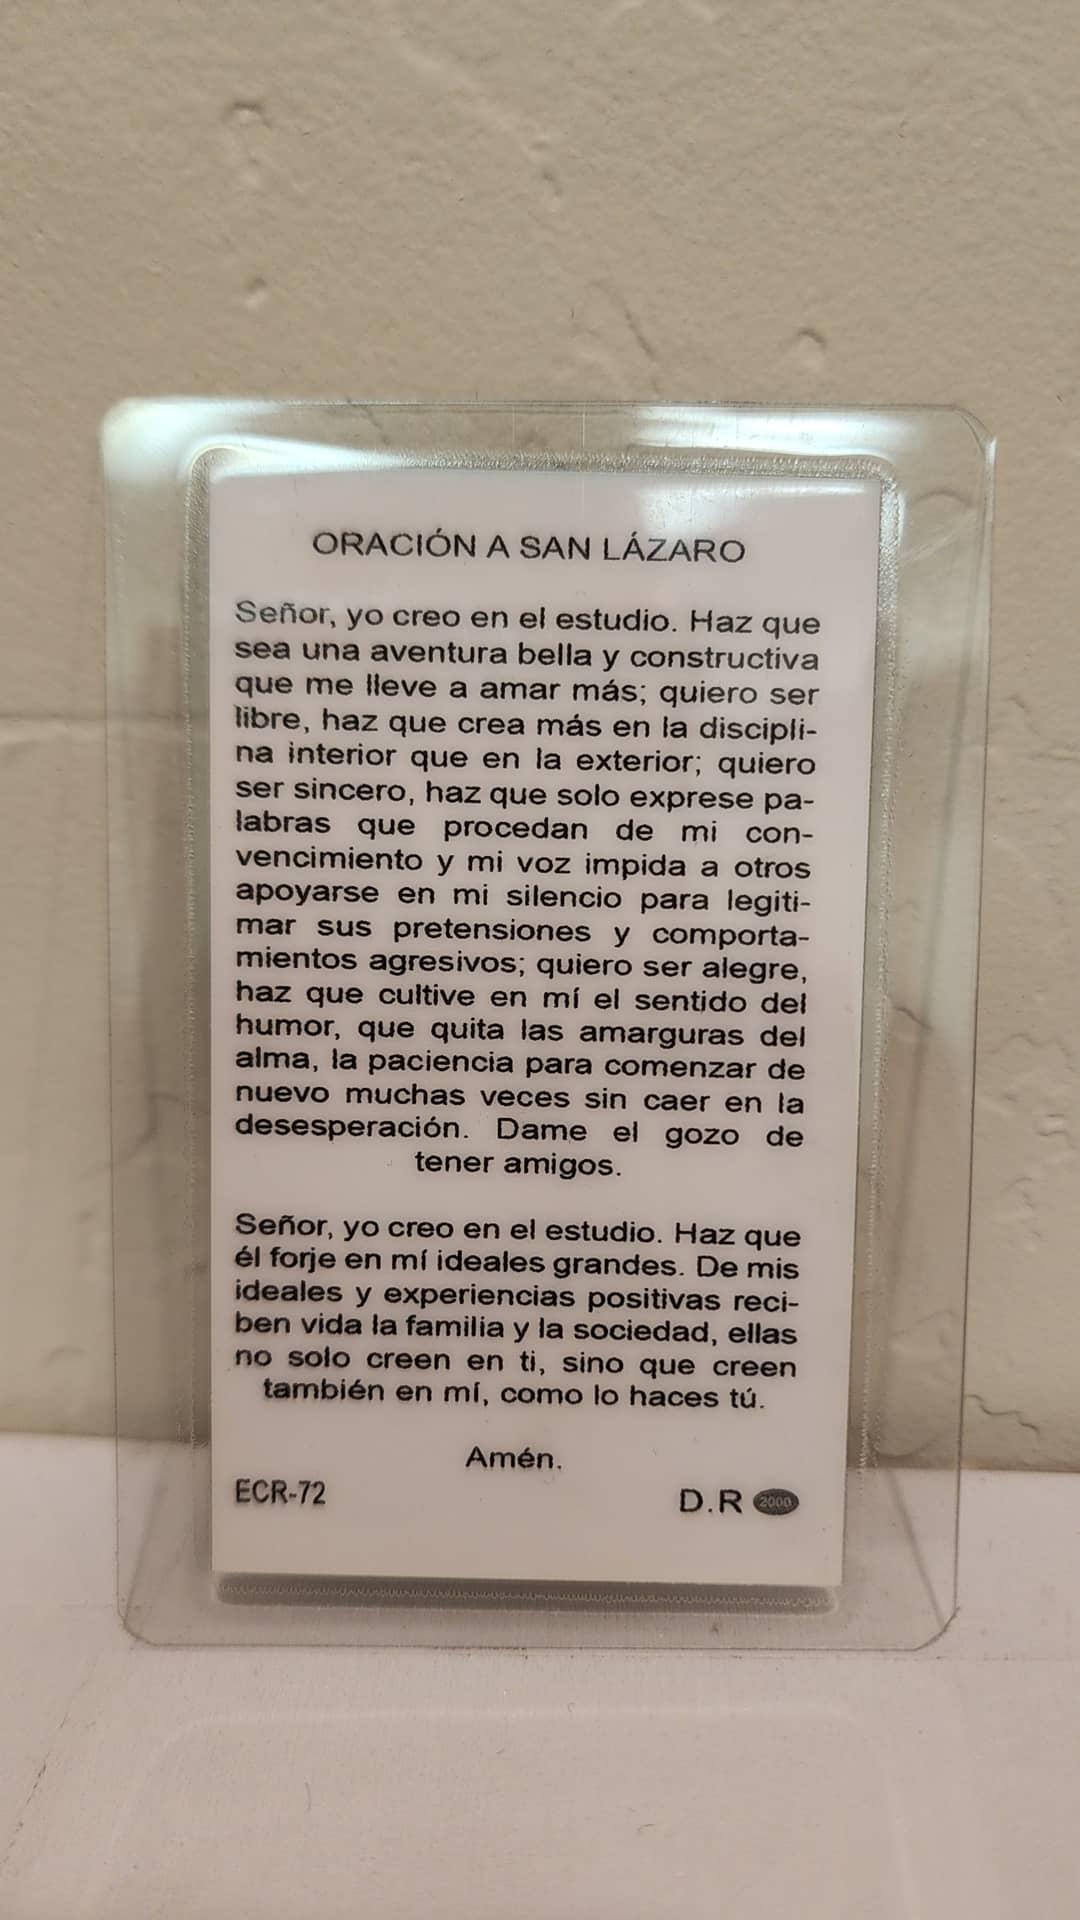 ORACIÓN A SAN LÁZARO
Señor, yo creo en el estudio. Haz que
sea una aventura bella y constructiva
que me lleve a amar más; quiero ser
libre, haz que crea más en la discipli-
na interior que en la exterior; quiero
ser sincero, haz que solo exprese pa-
labras que procedan de mi con-
vencimiento y mi voz impida a otros
apoyarse en mi silencio para legiti-
mar sus pretensiones y comporta-
mientos agresivos; quiero ser alegre,
haz que cultive en mí el sentido del
humor, que quita las amarguras del
alma, la paciencia para comenzar de
nuevo muchas veces sin caer en la
desesperación. Dame el gozo de
tener amigos.
Señor, yo creo en el estudio. Haz que
él forje en mí ideales grandes. De mis
ideales y experiencias positivas reci-
ben vida la familia y la sociedad, ellas
no solo creen en ti, sino que creen
también en mí, como lo haces tú.
Amén.
ECR-72
D.R 2000